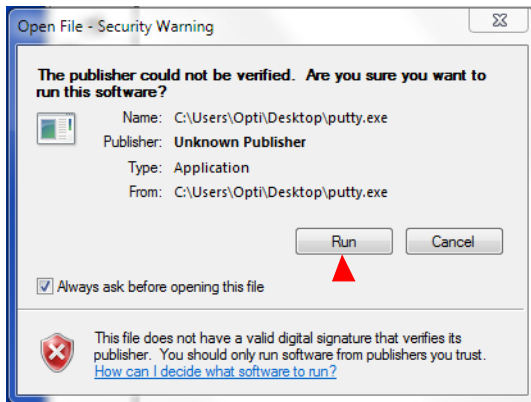 Open File - Security Warning
The publisher could not be verified.  Are you sure you want to
run this software?
Name: C:\Users\Opti\Desktop\putty.exe
Publisher: Unknown Publisher
Type: Application
From: C:\Users\Opti\Desktop\putty.exe
Run Cancel
Always ask before opening this file
This file does not have a valid digital signature that verifies its
publisher.  You should only run software from publishers you trust.
How can I decide what software to run?